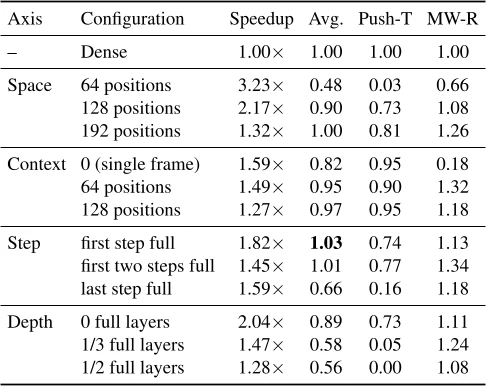 Axis Configuration Speedup Avg. Push-T MW-R
– Dense 1.00× 1.00 1.00 1.00
Space 64 positions 3.23× 0.48 0.03 0.66
128 positions 2.17× 0.90 0.73 1.08
192 positions 1.32× 1.00 0.81 1.26
Context 0 (single frame) 1.59× 0.82 0.95 0.18
64 positions 1.49× 0.95 0.90 1.32
128 positions 1.27× 0.97 0.95 1.18
Step first step full 1.82× 1.03 0.74 1.13
first two steps full 1.45× 1.01 0.77 1.34
last step full 1.59× 0.66 0.16 1.18
Depth 0 full layers 2.04× 0.89 0.73 1.11
1/3 full layers 1.47× 0.58 0.05 1.24
1/2 full layers 1.28× 0.56 0.00 1.08